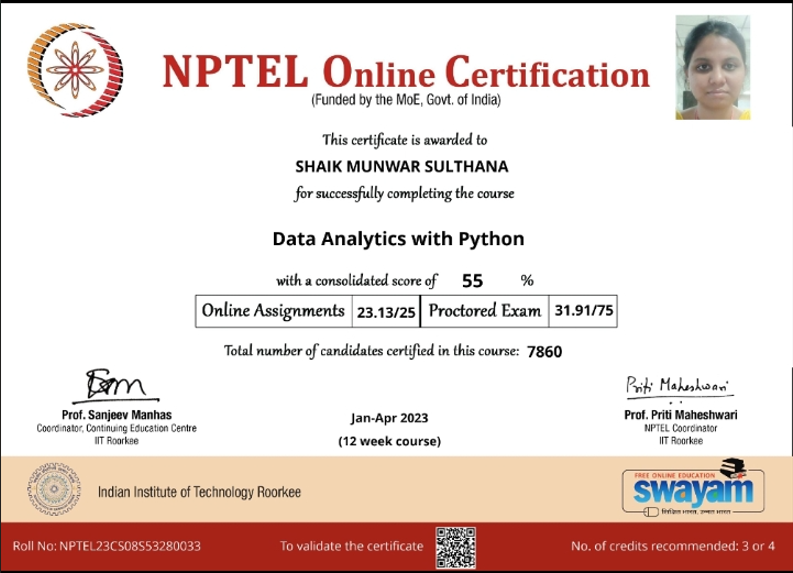 NPTEL Online Certification
(Funded by the MoE, Govt. of India)
This certificate is awarded to
SHAIK MUNWAR SULTHANA
for successfully completing the course
Data Analytics with Python
with a consolidated score of 55 %
Online Assignments 23.13/25 Proctored Exam 31.91/75
Total number of candidates certified in this course: 7860
Priti Maheshwari
Prof. Sanjeev Manhas
Coordinator, Continuing Education Centre
IIT Roorkee
Jan-Apr 2023
(12 week course)
Prof. Priti Maheshwari
NPTEL Coordinator
IIT Roorkee
Indian Institute of Technology Roorkee
FREE ONLINE EDUCATION
swayam
शिक्षित भारत, उन्नत भारत
Roll No: NPTEL23CS08S53280033
To validate the certificate
No. of credits recommended: 3 or 4